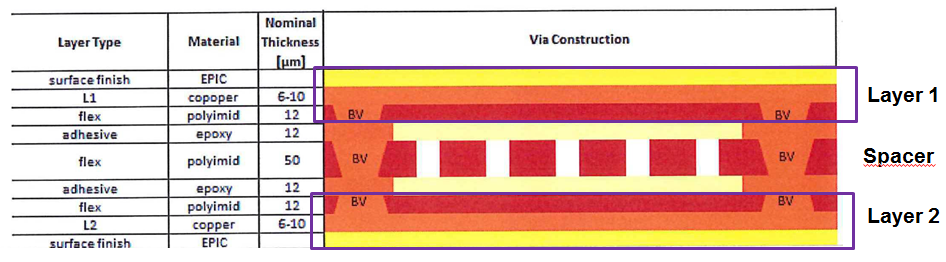 Layer Type Material Nominal Thickness [µm] Via Construction
surface finish EPIC
L1 copoper 6-10
flex polyimid 12
adhesive epoxy 12
flex polyimid 50
adhesive epoxy 12
flex polyimid 12
L2 copper 6-10
surface finish EPIC
BV BV
BV BV
BV BV
Layer 1
Spacer
Layer 2